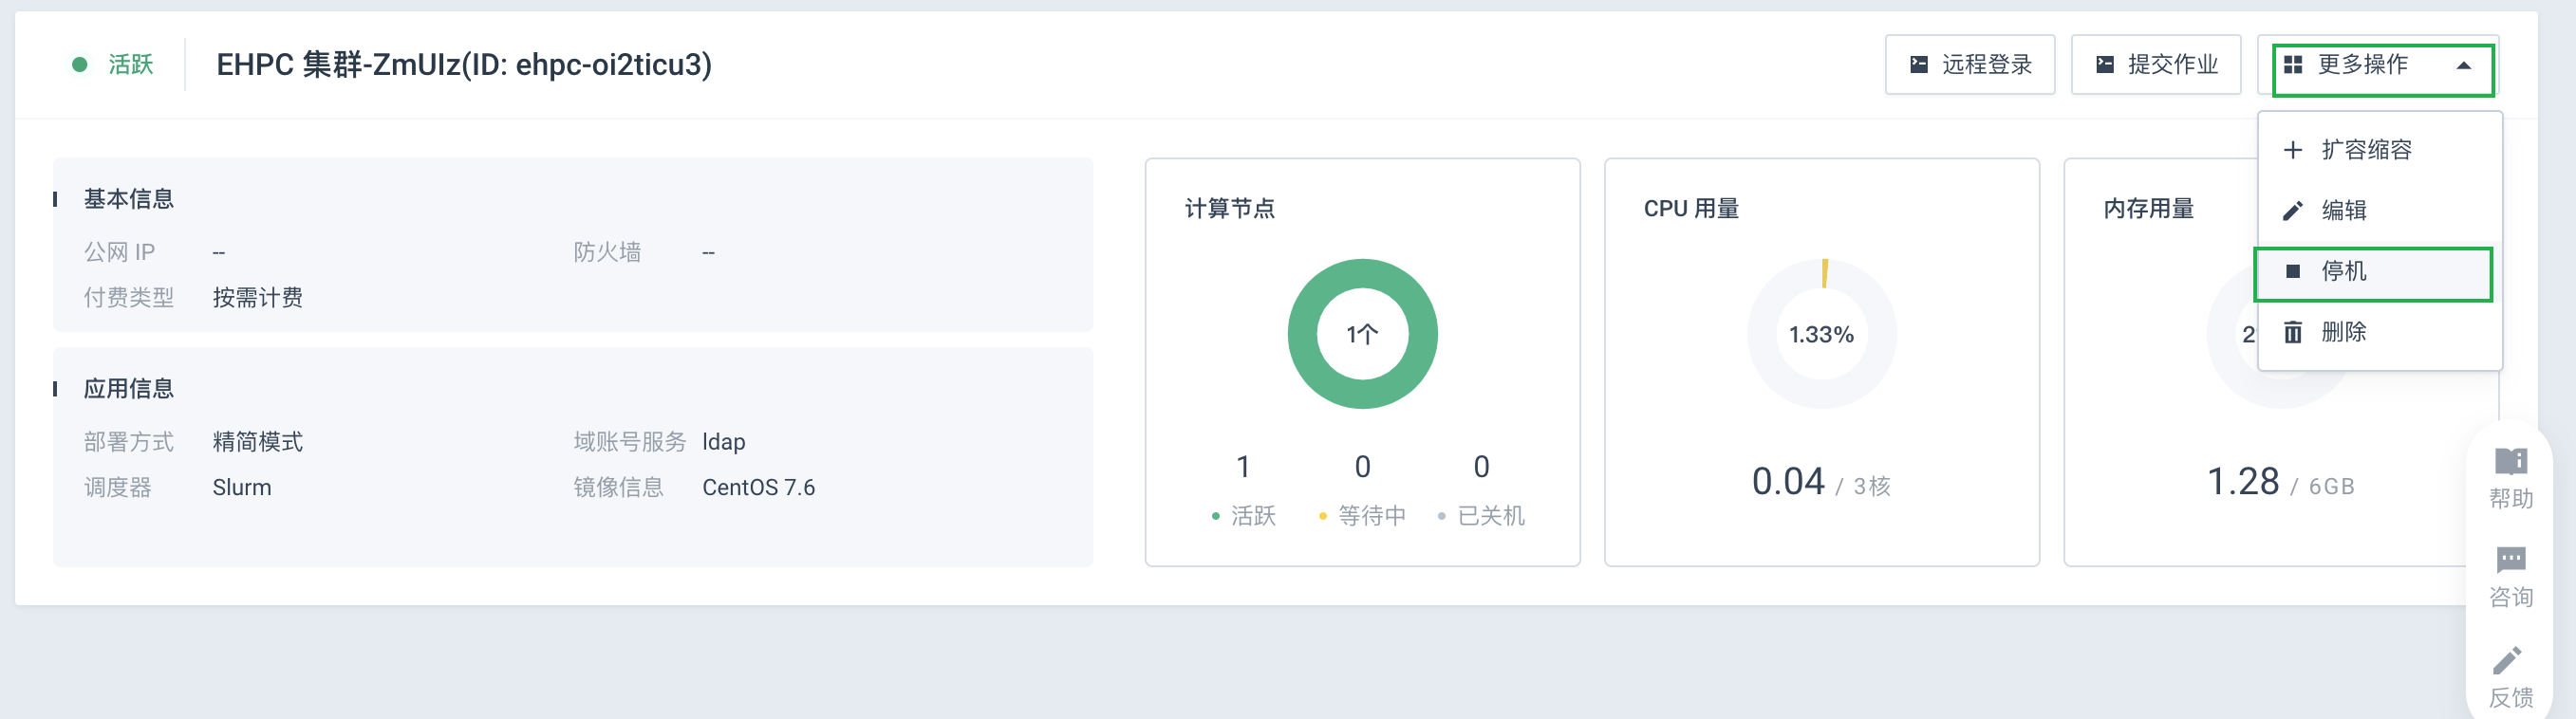 活跃
EHPC 集群-ZmUIz(ID: ehpc-oi2ticu3)
远程登录
提交作业
更多操作
扩容缩容
编辑
停机
删除
基本信息
公网 IP -- 防火墙 --
付费类型 按需计费
应用信息
部署方式 精简模式 域账号服务 ldap
调度器 Slurm 镜像信息 CentOS 7.6
计算节点
1个
1 0 0
活跃 等待中 已关机
CPU 用量
1.33%
0.04 / 3核
内存用量
1.28 / 6GB
帮助
咨询
反馈